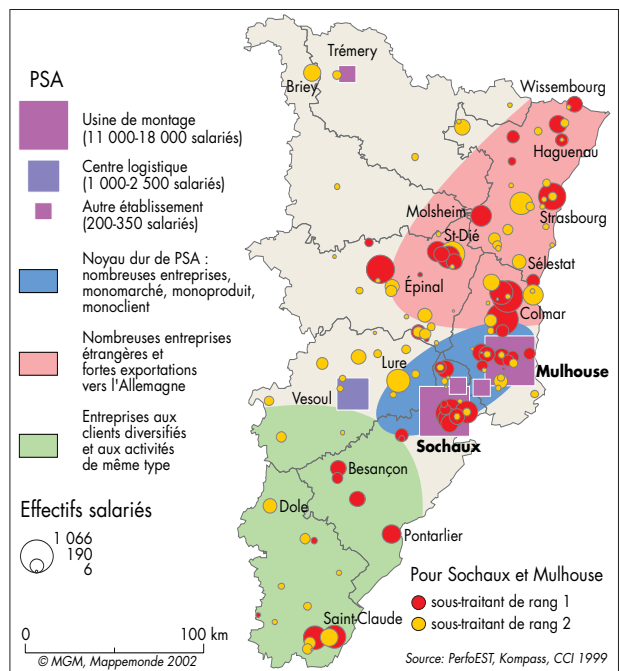 PSA
Usine de montage
(11 000-18 000 salariés)
Centre logistique
(1 000-2 500 salariés)
Autre établissement
(200-350 salariés)
Noyau dur de PSA :
nombreuses entreprises,
monomarché, monoproduit,
monoclient
Nombreuses entreprises
étrangères et
fortes exportations
vers l'Allemagne
Entreprises aux
clients diversifiés
et aux activités
de même type
Effectifs salariés
1 066
190
6
0 100 km
© MGM, Mappemonde 2002
Trémery
Briey
Wissembourg
Haguenau
Molsheim
Strasbourg
St-Dié
Sélestat
Épinal
Colmar
Lure
Mulhouse
Vesoul
Sochaux
Besançon
Dole
Pontarlier
Saint-Claude
Pour Sochaux et Mulhouse
sous-traitant de rang 1
sous-traitant de rang 2
Source: PerfoEST, Kompass, CCI 1999